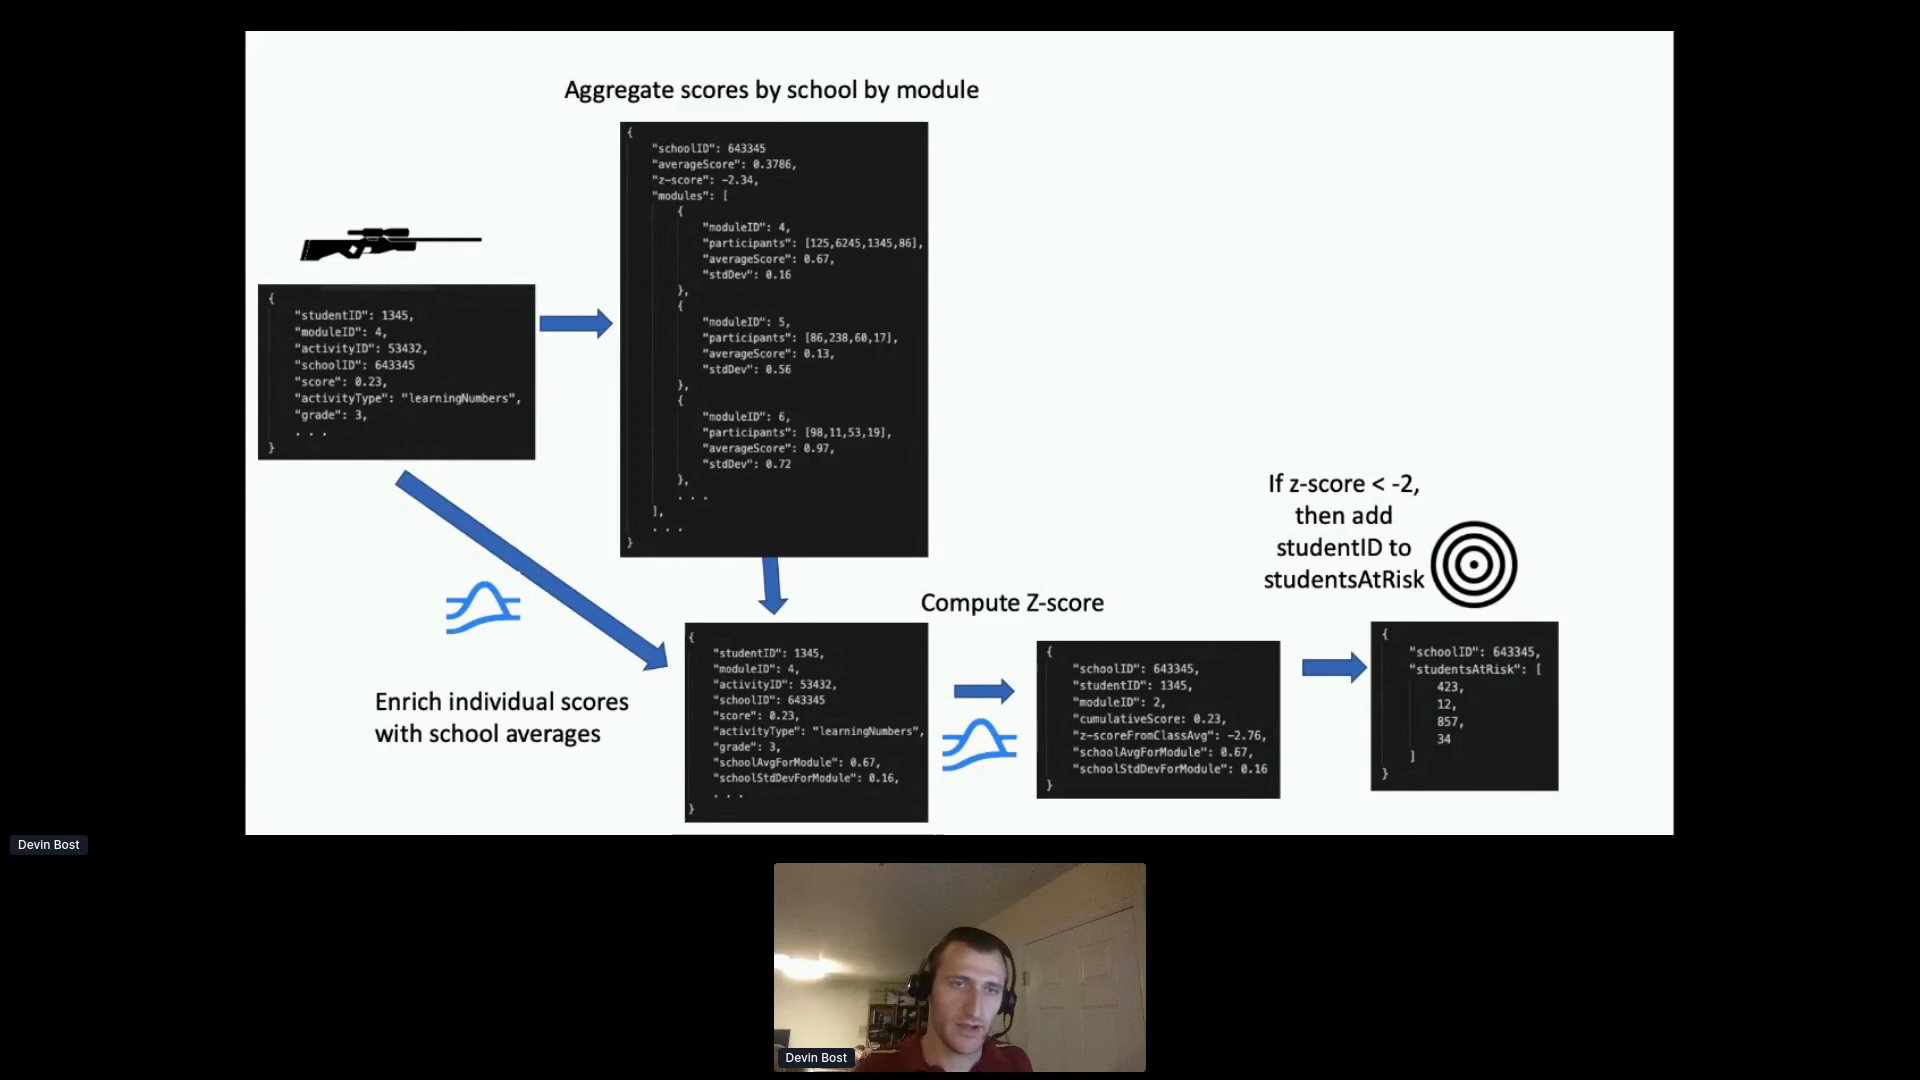 Aggregate scores by school by module
{
"schoolID": 643345
"averageScore": 0.3786,
"z-score": -2.34,
"modules": [
{
"moduleID": 4,
"participants": [125,6245,1345,86],
"averageScore": 0.67,
"stdDev": 0.16
},
{
"moduleID": 5,
"participants": [86,238,60,17],
"averageScore": 0.13,
"stdDev": 0.56
},
{
"moduleID": 6,
"participants": [98,11,53,19],
"averageScore": 0.97,
"stdDev": 0.72
},
. . .
],
. . .
}
{
"studentID": 1345,
"moduleID": 4,
"activityID": 53432,
"schoolID": 643345
"score": 0.23,
"activityType": "learningNumbers",
"grade": 3,
. . .
}
Enrich individual scores
with school averages
{
"studentID": 1345,
"moduleID": 4,
"activityID": 53432,
"schoolID": 643345
"score": 0.23,
"activityType": "learningNumbers",
"grade": 3,
"schoolAvgForModule": 0.67,
"schoolStdDevForModule": 0.16,
. . .
}
Compute Z-score
{
"schoolID": 643345,
"studentID": 1345,
"moduleID": 2,
"cumulativeScore: 0.23,
"z-scoreFromClassAvg": -2.76,
"schoolAvgForModule": 0.67,
"schoolStdDevForModule": 0.16
}
If z-score < -2,
then add
studentID to
studentsAtRisk
{
"schoolID": 643345,
"studentsAtRisk": [
423,
12,
857,
34
]
}
Devin Bost
Devin Bost